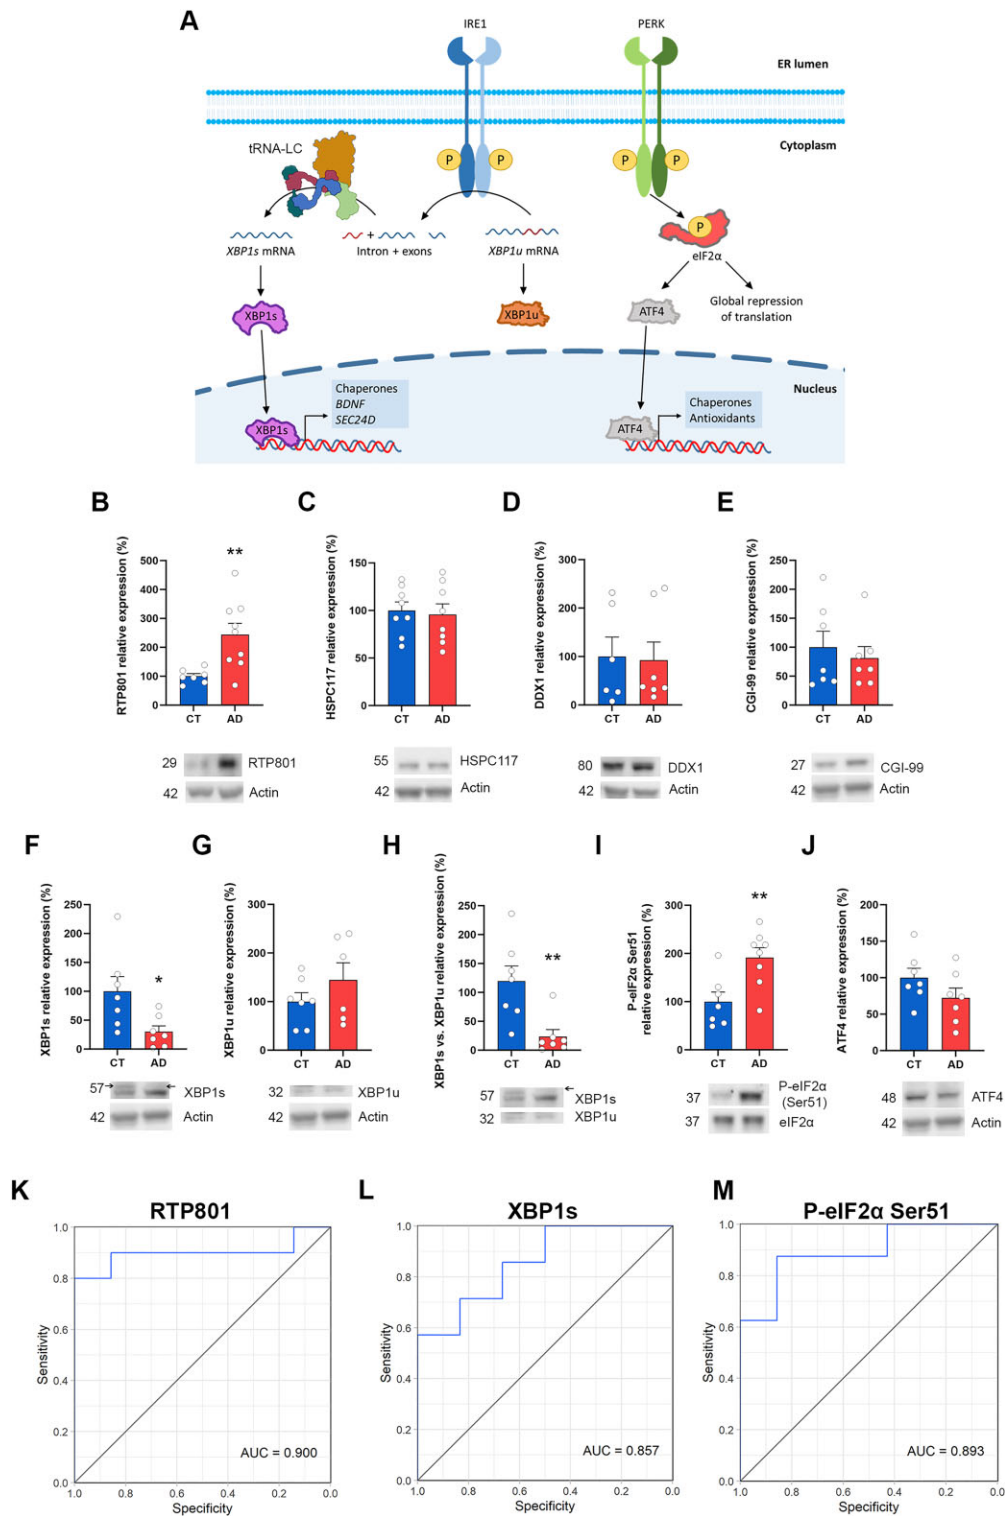 A
IRE1
PERK
ER lumen
Cytoplasm
tRNA-LC
P
P
P
P
P
eIF2α
XBP1s mRNA
+
Intron + exons
XBP1u mRNA
XBP1s
XBP1u
ATF4
Global repression
of translation
Nucleus
Chaperones
BDNF
SEC24D
XBP1s
Chaperones
Antioxidants
ATF4
B
RTP801 relative expression (%)
500
400
300
200
100
0
**
CT
AD
29
RTP801
42
Actin
C
HSPC117 relative expression (%)
150
100
50
0
CT
AD
55
HSPC117
42
Actin
D
DDX1 relative expression (%)
300
200
100
0
CT
AD
80
DDX1
42
Actin
E
CGI-99 relative expression (%)
250
200
150
100
50
0
CT
AD
27
CGI-99
42
Actin
F
XBP1s relative expression (%)
250
200
150
100
50
0
*
CT
AD
57
XBP1s
42
Actin
G
XBP1u relative expression (%)
300
200
100
0
CT
AD
32
XBP1u
42
Actin
H
XBP1s vs. XBP1u relative expression (%)
250
200
150
100
50
0
**
CT
AD
57
XBP1s
32
XBP1u
I
P-eIF2α Ser51
relative expression (%)
300
200
100
0
**
CT
AD
37
P-eIF2α
(Ser51)
37
eIF2α
J
ATF4 relative expression (%)
200
150
100
50
0
CT
AD
48
ATF4
42
Actin
K
RTP801
Sensitivity
1.0
0.8
0.6
0.4
0.2
0.0
AUC = 0.900
1.0 0.8 0.6 0.4 0.2 0.0
Specificity
L
XBP1s
Sensitivity
1.0
0.8
0.6
0.4
0.2
0.0
AUC = 0.857
1.0 0.8 0.6 0.4 0.2 0.0
Specificity
M
P-eIF2α Ser51
Sensitivity
1.0
0.8
0.6
0.4
0.2
0.0
AUC = 0.893
1.0 0.8 0.6 0.4 0.2 0.0
Specificity